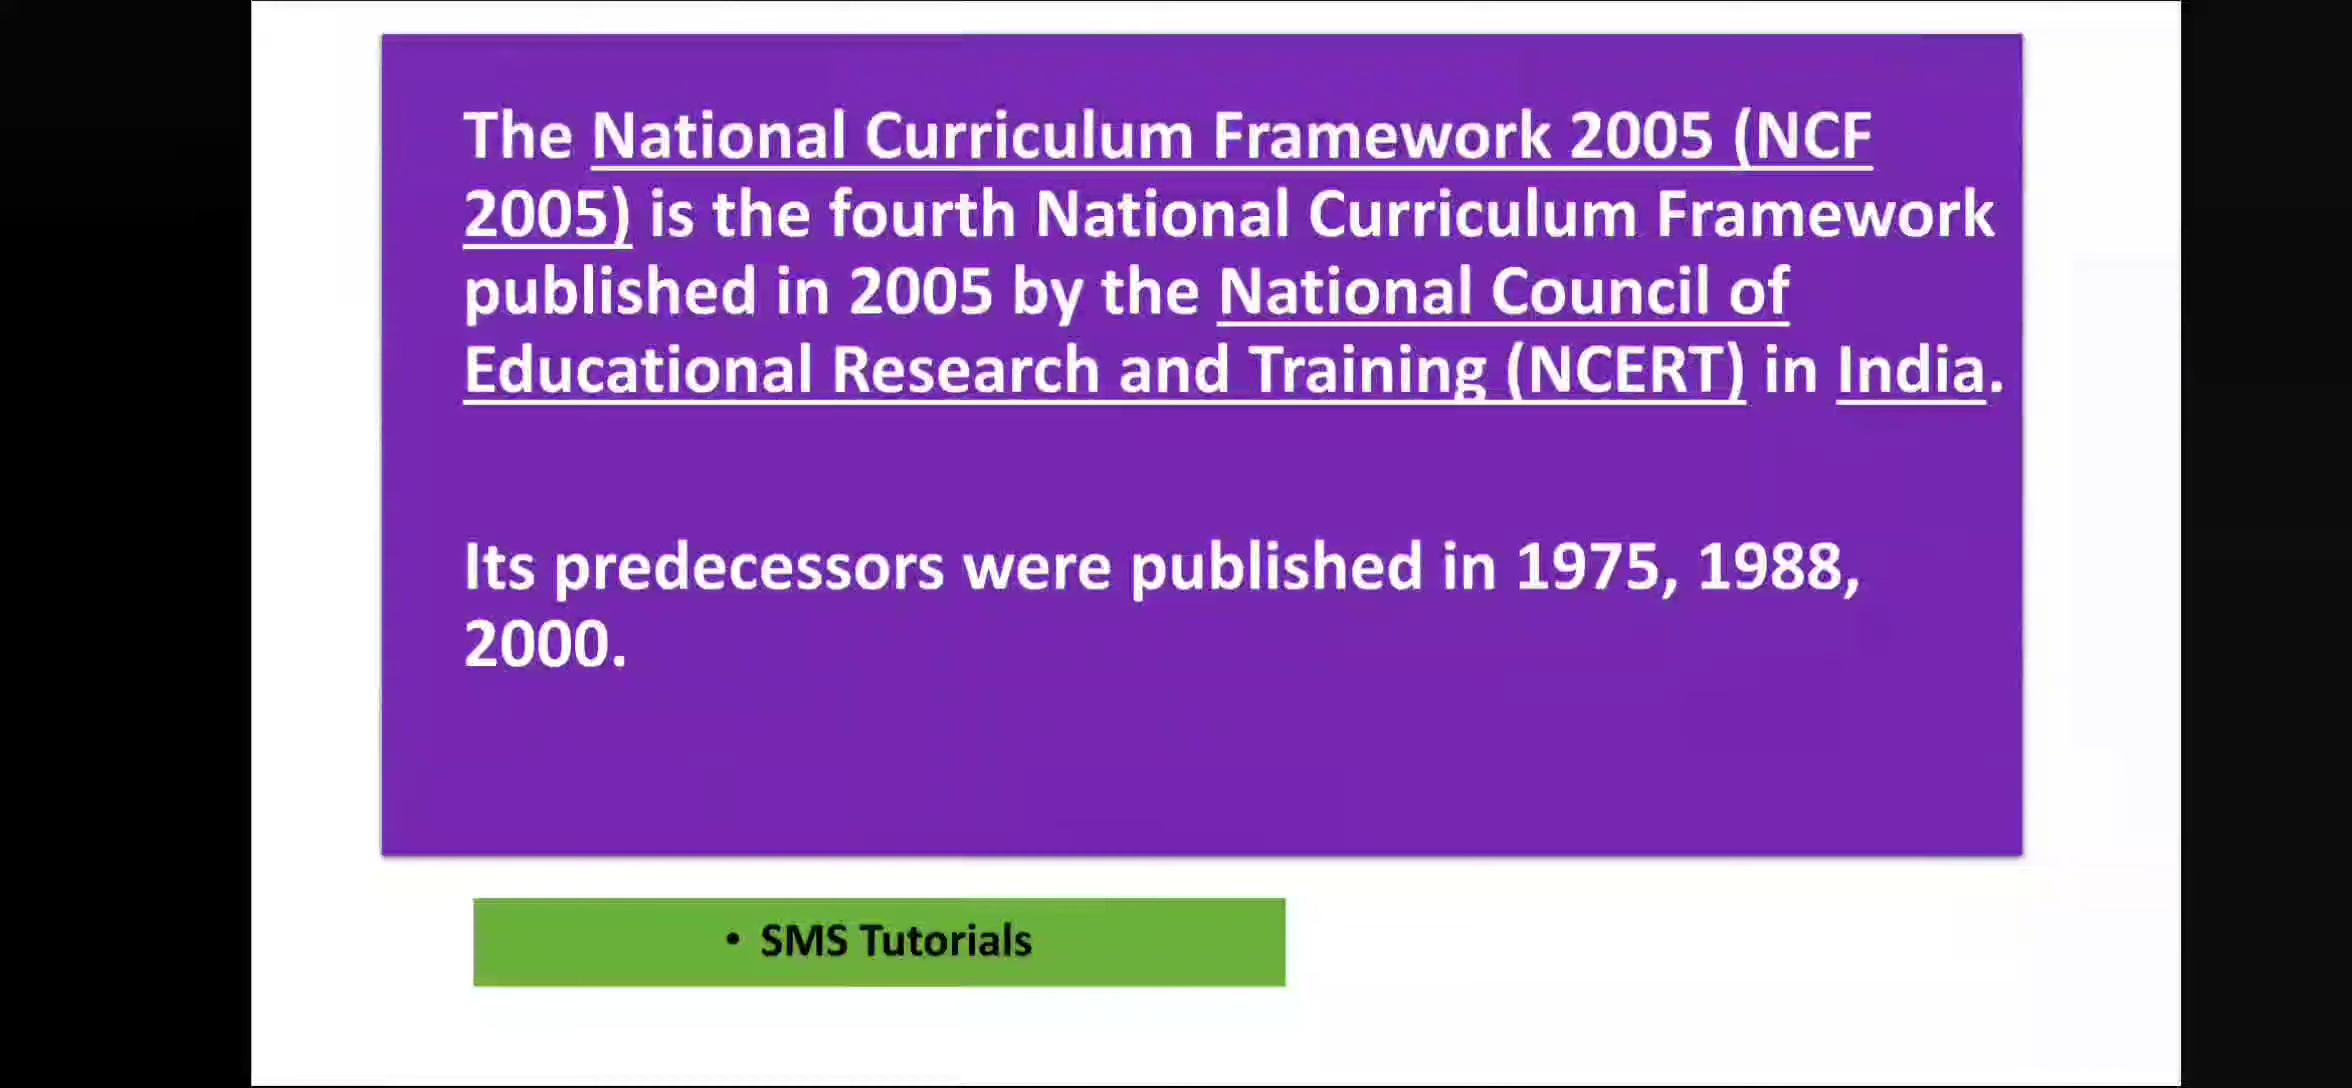 The National Curriculum Framework 2005 (NCF
2005) is the fourth National Curriculum Framework
published in 2005 by the National Council of
Educational Research and Training (NCERT) in India.
Its predecessors were published in 1975, 1988,
2000.
• SMS Tutorials